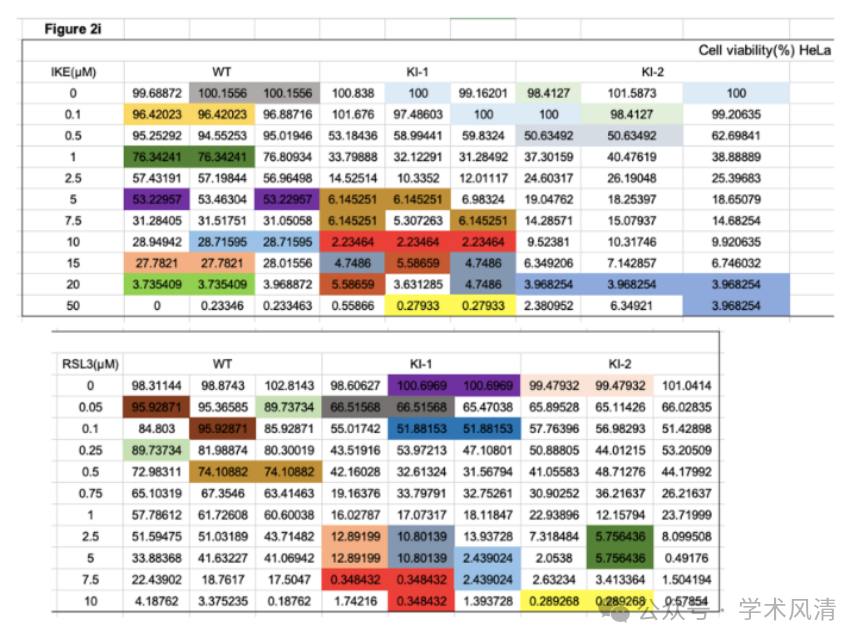 Figure 2i
Cell viability(%) HeLa
IKE(μM) WT KI-1 KI-2
0 99.68872 100.1556 100.1556 100.838 100 99.16201 98.4127 101.5873 100
0.1 96.42023 96.42023 96.88716 101.676 97.48603 100 100 98.4127 99.20635
0.5 95.25292 94.55253 95.01946 53.18436 58.99441 59.8324 50.63492 50.63492 62.69841
1 76.34241 76.34241 76.80934 33.79888 32.12291 31.28492 37.30159 40.47619 38.88889
2.5 57.43191 57.19844 56.96498 14.52514 10.3352 12.01117 24.60317 26.19048 25.39683
5 53.22957 53.46304 53.22957 6.145251 6.145251 6.98324 19.04762 18.25397 18.65079
7.5 31.28405 31.51751 31.05058 6.145251 5.307263 6.145251 14.28571 15.07937 14.68254
10 28.94942 28.71595 28.71595 2.23464 2.23464 2.23464 9.52381 10.31746 9.920635
15 27.7821 27.7821 28.01556 4.7486 5.58659 4.7486 6.349206 7.142857 6.746032
20 3.735409 3.735409 3.968872 5.58659 3.631285 4.7486 3.968254 3.968254 3.968254
50 0 0.23346 0.233463 0.55866 0.27933 0.27933 2.380952 6.34921 3.968254
RSL3(μM) WT KI-1 KI-2
0 98.31144 98.8743 102.8143 98.60627 100.6969 100.6969 99.47932 99.47932 101.0414
0.05 95.92871 95.36585 89.73734 66.51568 66.51568 65.47038 65.89528 65.11426 66.02835
0.1 84.803 95.92871 85.92871 55.01742 51.88153 51.88153 57.76396 56.98293 51.42898
0.25 89.73734 81.98874 80.30019 43.51916 53.97213 47.10801 50.88805 44.01215 53.20509
0.5 72.98311 74.10882 74.10882 42.16028 32.61324 31.56794 41.05583 48.71276 44.17992
0.75 65.10319 67.3546 63.41463 19.16376 33.79791 32.75261 30.90252 36.21637 26.21637
1 57.78612 61.72608 60.60038 16.02787 17.07317 18.11847 22.93896 12.15794 23.71999
2.5 51.59475 51.03189 43.71482 12.89199 10.80139 13.93728 7.318484 5.756436 8.099508
5 33.88368 41.63227 41.06942 12.89199 10.80139 2.439024 2.0538 5.756436 0.49176
7.5 22.43902 18.7617 17.5047 0.348432 0.348432 2.439024 2.63234 3.413364 1.504194
10 4.18762 3.375235 0.18762 1.74216 0.348432 1.393728 0.289268 0.289268 0.57854
公众号 · 学术风清